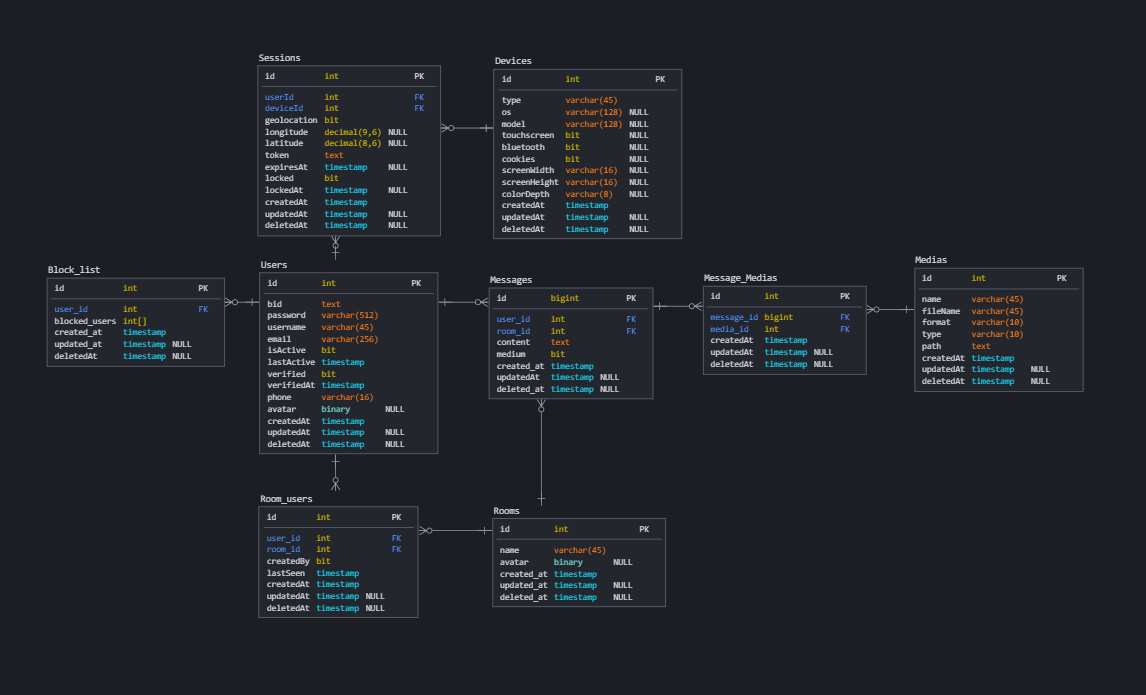 Sessions
id int PK
userId int FK
deviceId int FK
geolocation bit
longitude decimal(9,6) NULL
latitude decimal(8,6) NULL
token text
expiresAt timestamp NULL
locked bit
lockedAt timestamp NULL
createdAt timestamp
updatedAt timestamp NULL
deletedAt timestamp NULL
Devices
id int PK
type varchar(45)
os varchar(128) NULL
model varchar(128) NULL
touchscreen bit NULL
bluetooth bit NULL
cookies bit NULL
screenWidth varchar(16) NULL
screenHeight varchar(16) NULL
colorDepth varchar(8) NULL
createdAt timestamp
updatedAt timestamp NULL
deletedAt timestamp NULL
Block_list
id int PK
user_id int FK
blocked_users int[]
created_at timestamp
updated_at timestamp NULL
deletedAt timestamp NULL
Users
id int PK
bid text
password varchar(512)
username varchar(45)
email varchar(256)
isActive bit
lastActive timestamp
verified bit
verifiedAt timestamp
phone varchar(16)
avatar binary NULL
createdAt timestamp
updatedAt timestamp NULL
deletedAt timestamp NULL
Messages
id bigint PK
user_id int FK
room_id int FK
content text
medium bit
created_at timestamp
updatedAt timestamp NULL
deleted_at timestamp NULL
Message_Medias
id int PK
message_id bigint FK
media_id int FK
createdAt timestamp
updatedAt timestamp NULL
deletedAt timestamp NULL
Medias
id int PK
name varchar(45)
fileName varchar(45)
format varchar(10)
type varchar(10)
path text
createdAt timestamp
updatedAt timestamp NULL
deletedAt timestamp NULL
Room_users
id int PK
user_id int FK
room_id int FK
createdBy bit
lastSeen timestamp
createdAt timestamp
updatedAt timestamp NULL
deletedAt timestamp NULL
Rooms
id int PK
name varchar(45)
avatar binary NULL
created_at timestamp
updated_at timestamp NULL
deleted_at timestamp NULL